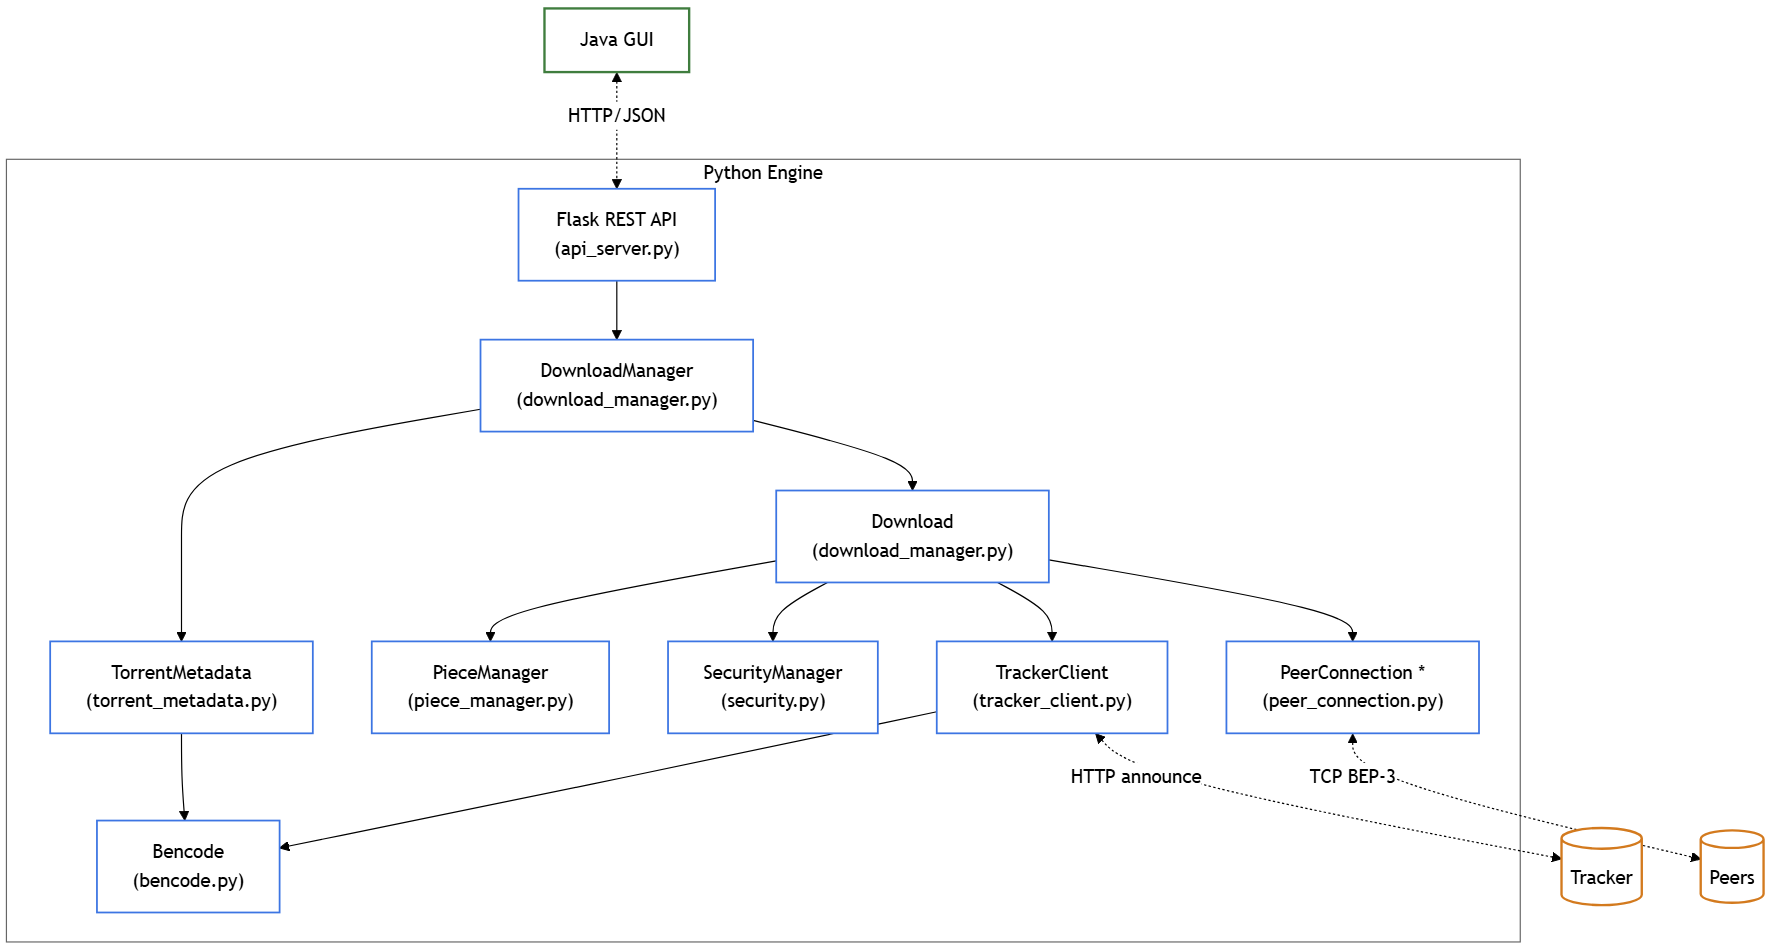 Java GUI
HTTP/JSON
Python Engine
Flask REST API
(api_server.py)
DownloadManager
(download_manager.py)
Download
(download_manager.py)
TorrentMetadata
(torrent_metadata.py)
PieceManager
(piece_manager.py)
SecurityManager
(security.py)
TrackerClient
(tracker_client.py)
PeerConnection *
(peer_connection.py)
HTTP announce
TCP BEP-3
Bencode
(bencode.py)
Tracker
Peers